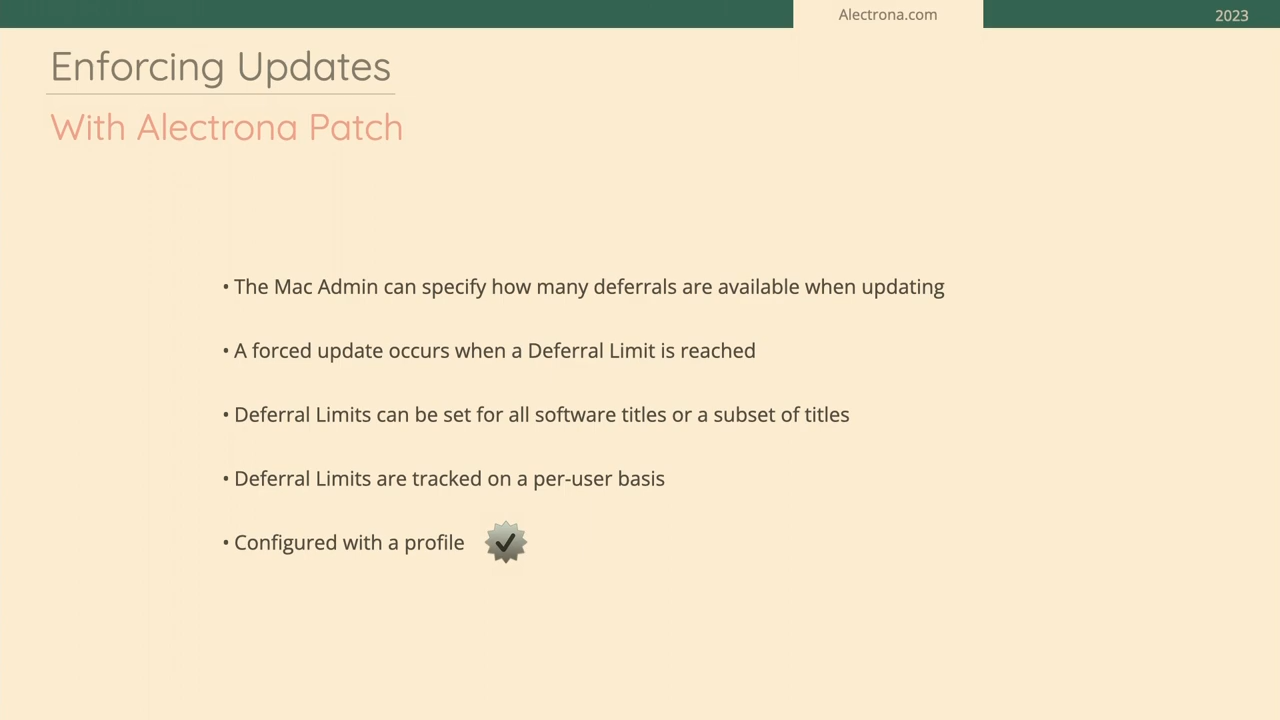 Alectrona.com
2023
Enforcing Updates
With Alectrona Patch
• The Mac Admin can specify how many deferrals are available when updating
• A forced update occurs when a Deferral Limit is reached
• Deferral Limits can be set for all software titles or a subset of titles
• Deferral Limits are tracked on a per-user basis
• Configured with a profile